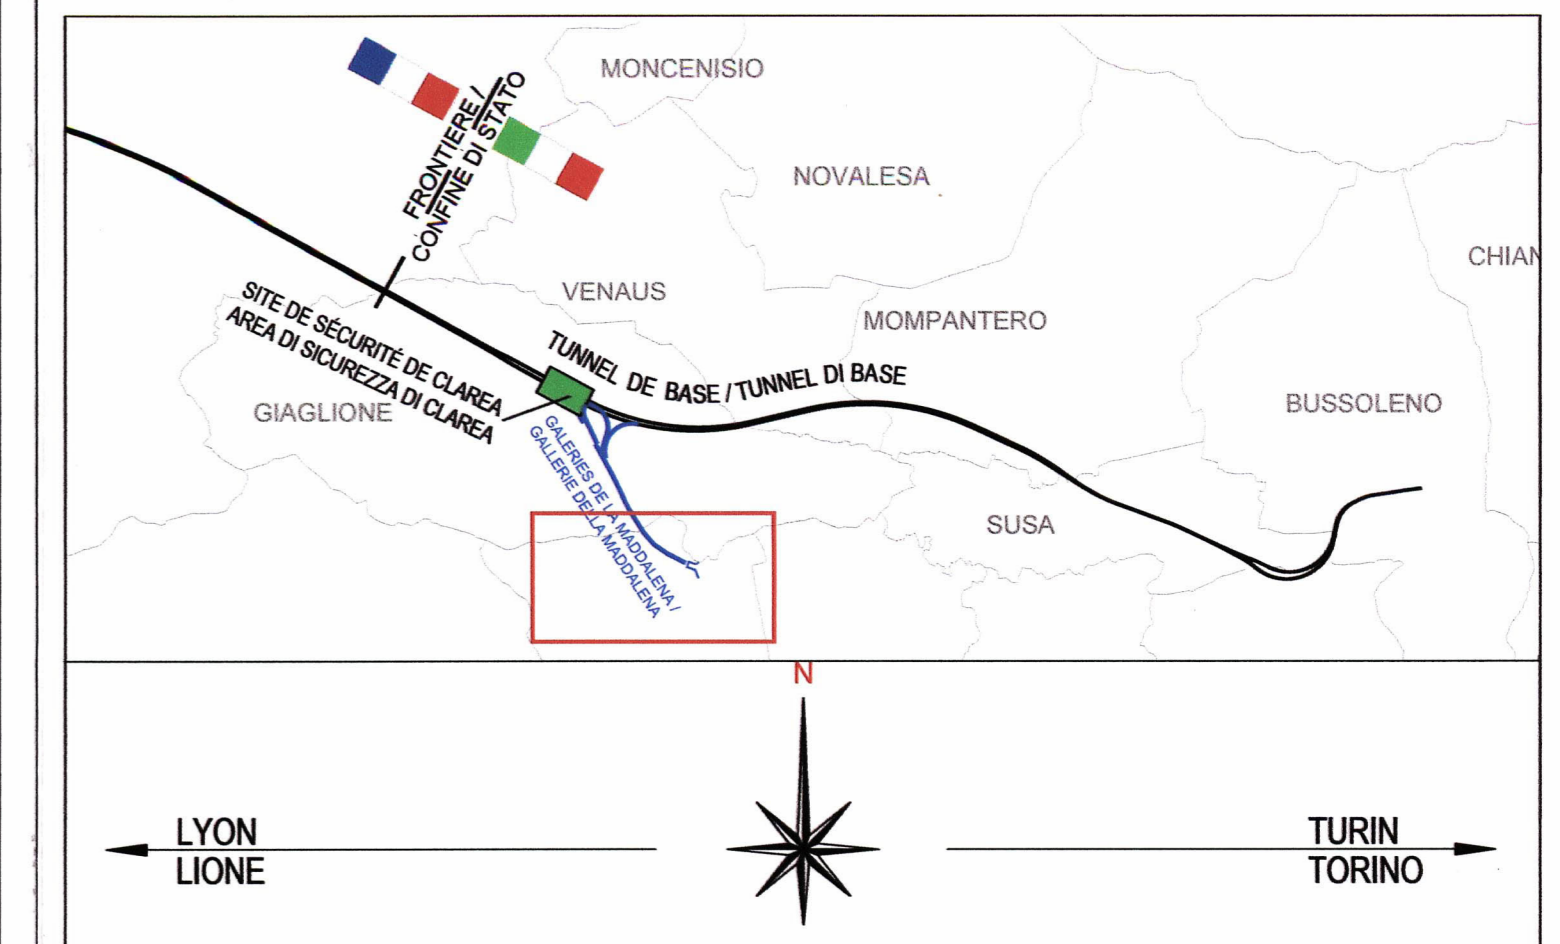 MONCENISIO
FRONTIERE /
CONFINE DI STATO
NOVALESA
CHIAN
VENAUS
SITE DE SÉCURITÉ DE CLAREA
AREA DI SICUREZZA DI CLAREA
MOMPANTERO
TUNNEL DE BASE / TUNNEL DI BASE
GIAGLIONE
BUSSOLENO
GALERIES DE LA MADDALENA /
GALLERIE DELLA MADDALENA
SUSA
N
LYON
LIONE
TURIN
TORINO